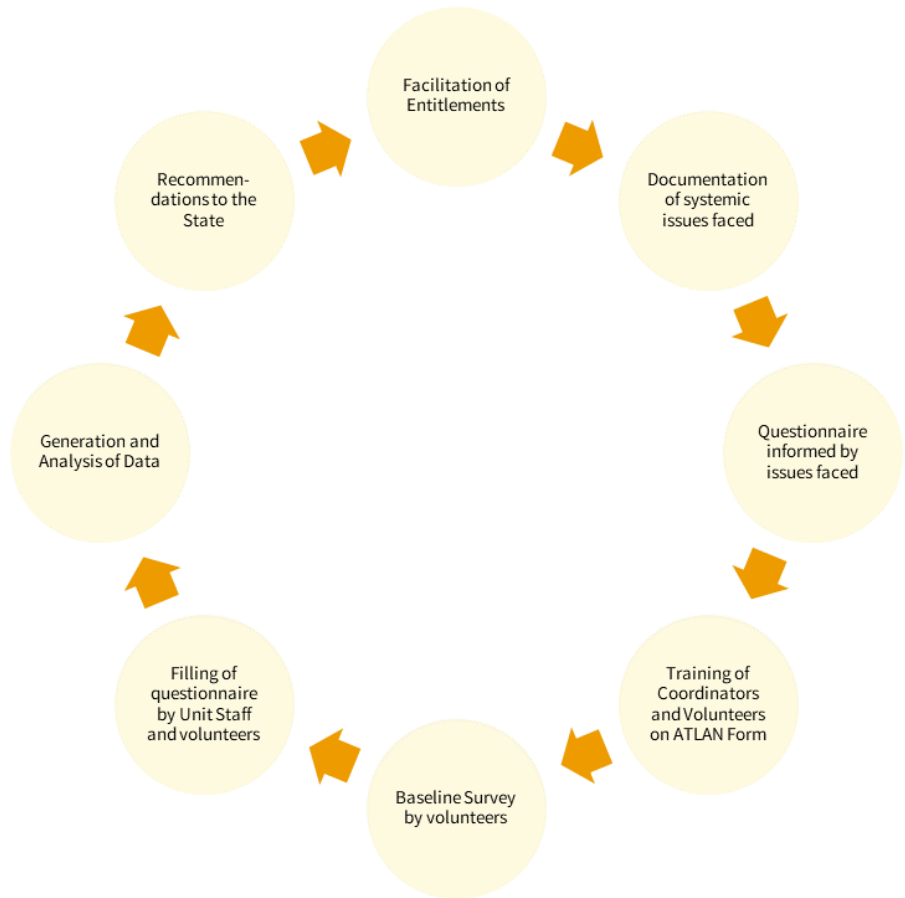 Facilitation of
Entitlements
Documentation
of systemic
issues faced
Questionnaire
informed by
issues faced
Training of
Coordinators
and Volunteers
on ATLAN Form
Baseline Survey
by volunteers
Filling of
questionnaire
by Unit Staff
and volunteers
Generation and
Analysis of Data
Recommen-
dations to the
State